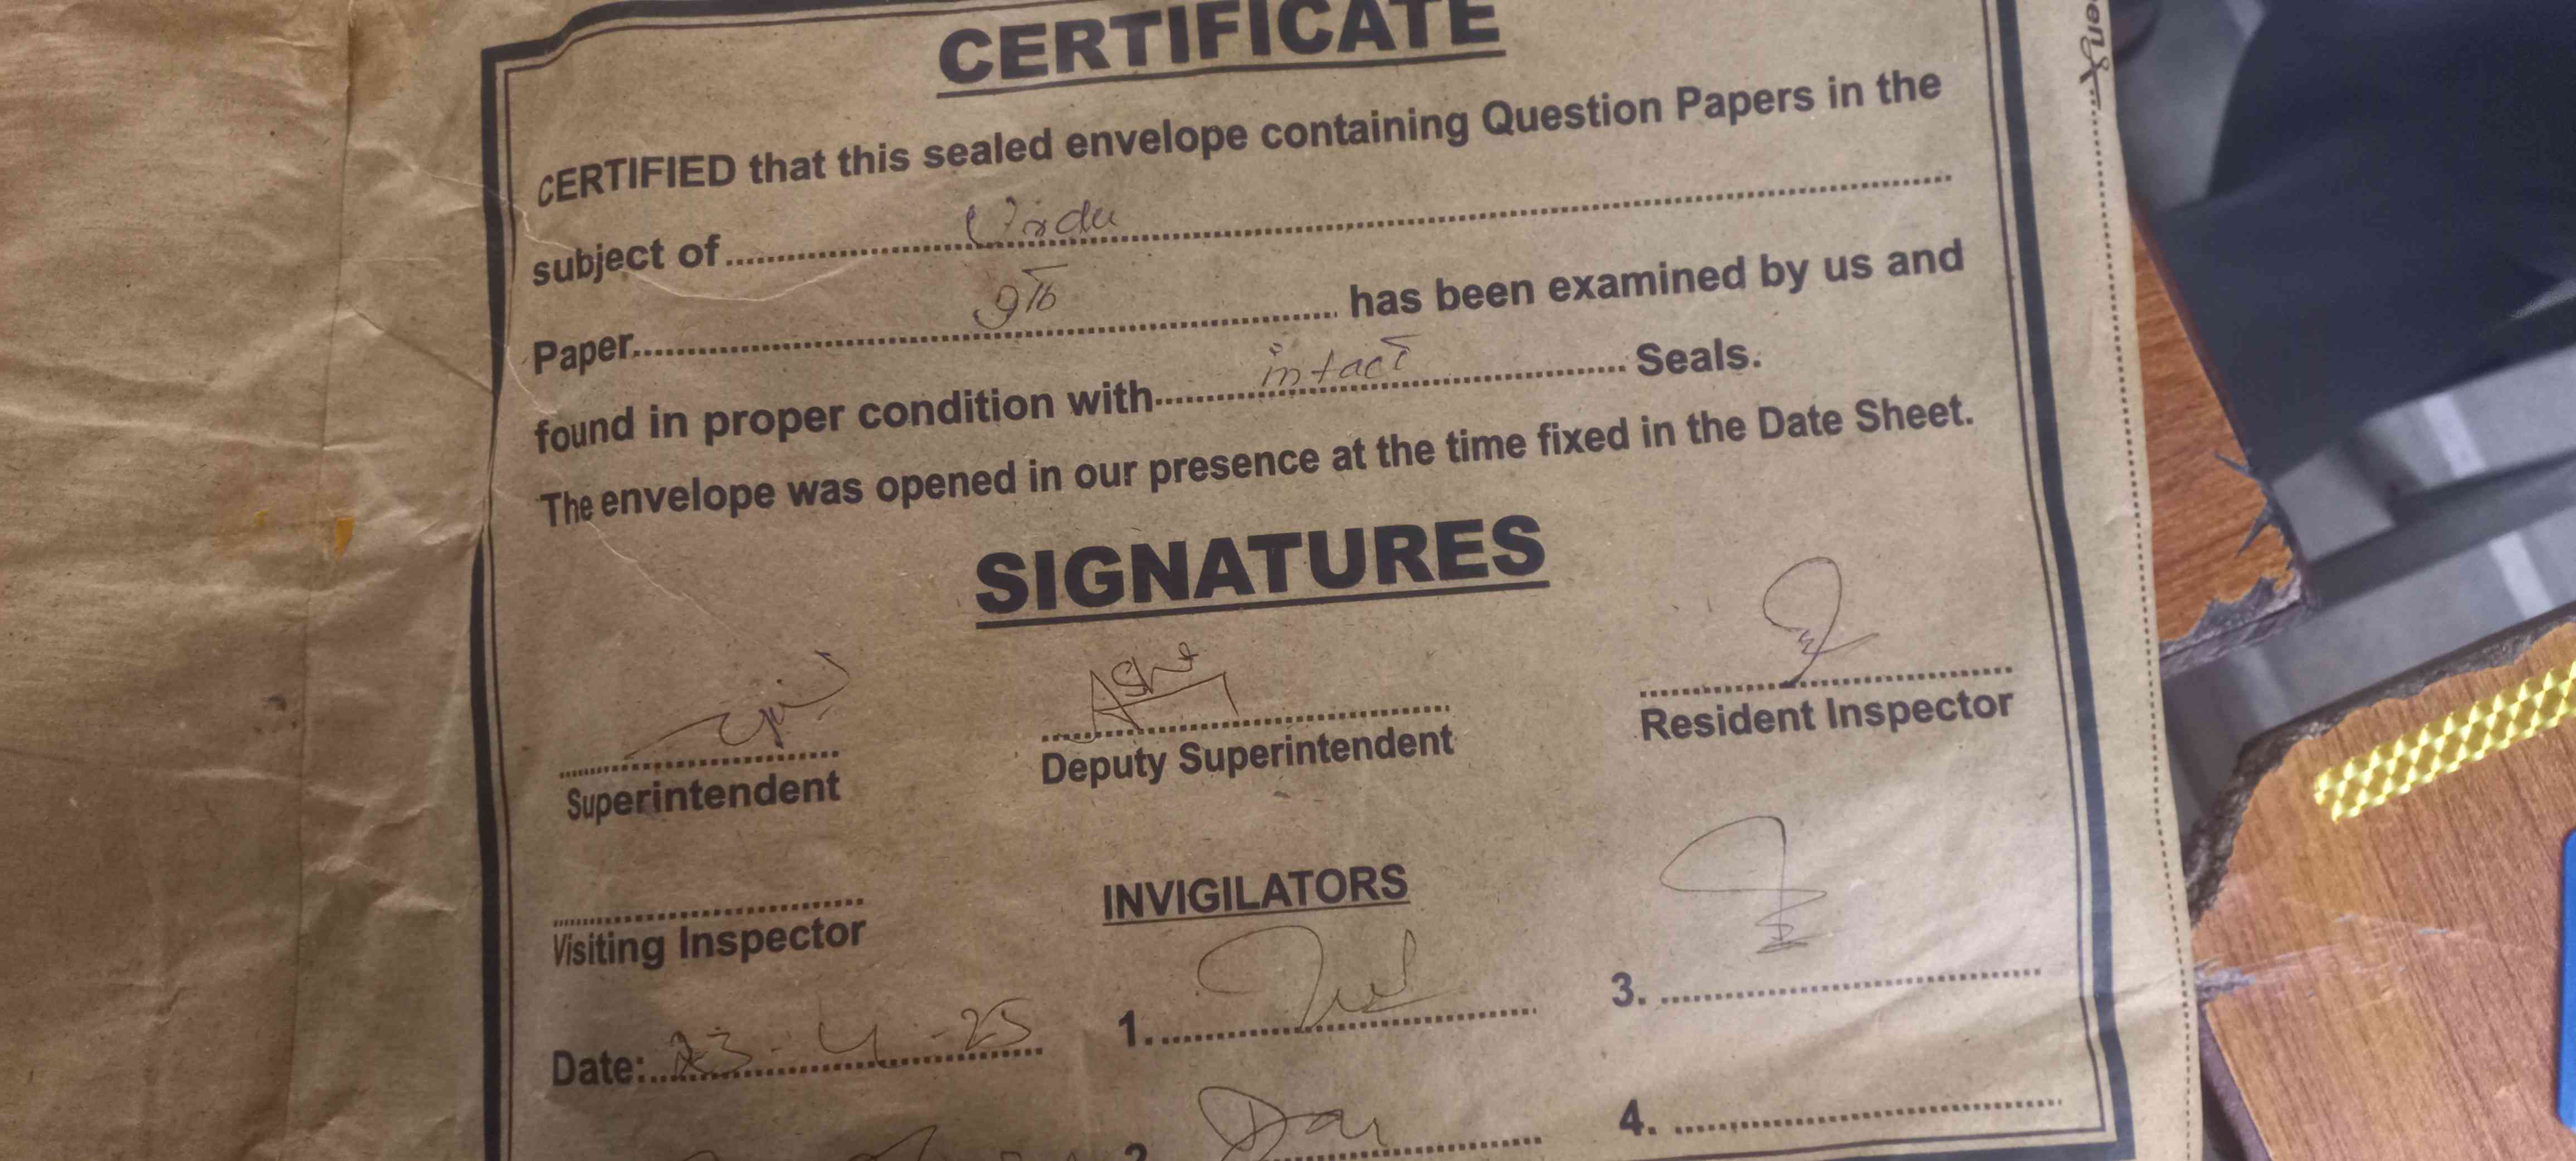 CERTIFICATE
CERTIFIED that this sealed envelope containing Question Papers in the
subject of Urdu
Paper 9th has been examined by us and
found in proper condition with intact Seals.
The envelope was opened in our presence at the time fixed in the Date Sheet.
SIGNATURES
Superintendent
Deputy Superintendent
Resident Inspector
Visiting Inspector
INVIGILATORS
Date: 23-4-25
1.
3.
2
4.